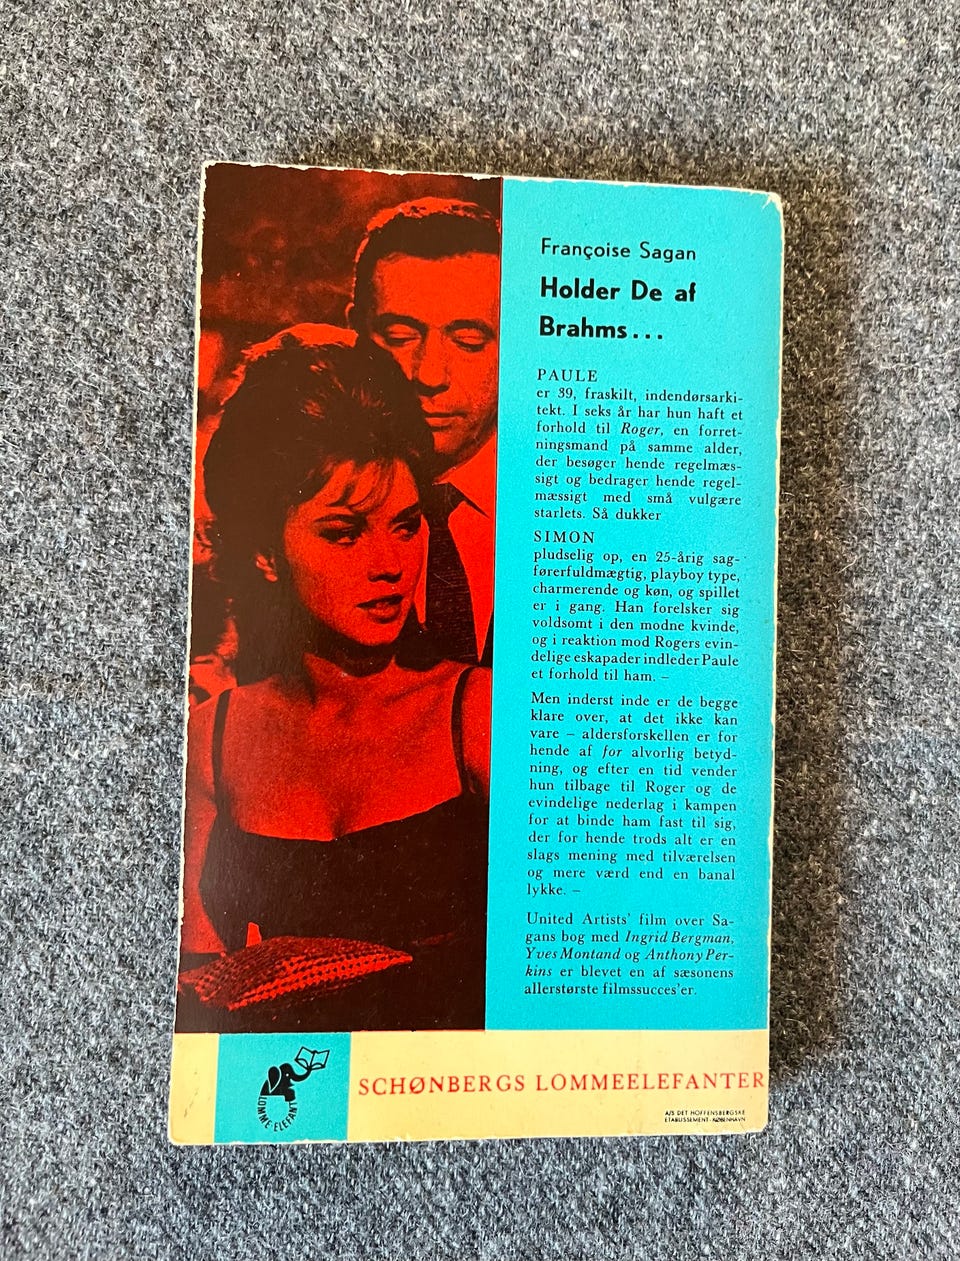 Françoise Sagan
Holder De af
Brahms...
PAULE
er 39, fraskilt, indendørsarki-
tekt. I seks år har hun haft et
forhold til Roger, en forret-
ningsmand på samme alder,
der besøger hende regelmæs-
sigt og bedrager hende regel-
mæssigt med små vulgære
starlets. Så dukker
SIMON
pludselig op, en 25-årig sag-
førerfuldmægtig, playboy type,
charmerende og køn, og spillet
er i gang. Han forelsker sig
voldsomt i den modne kvinde,
og i reaktion mod Rogers evin-
delige eskapader indleder Paule
et forhold til ham. –
Men inderst inde er de begge
klare over, at det ikke kan
vare – aldersforskellen er for
hende af for alvorlig betyd-
ning, og efter en tid vender
hun tilbage til Roger og de
evindelige nederlag i kampen
for at binde ham fast til sig,
der for hende trods alt er en
slags mening med tilværelsen
og mere værd end en banal
lykke. –
United Artists' film over Sa-
gans bog med Ingrid Bergman,
Yves Montand og Anthony Per-
kins er blevet en af sæsonens
allerstørste filmssucces'er.
LOMME-ELEFANT
SCHØNBERGS LOMMEELEFANTER
A/S DET HOFFENSBERGSKE
ETABLISSEMENT - KØBENHAVN